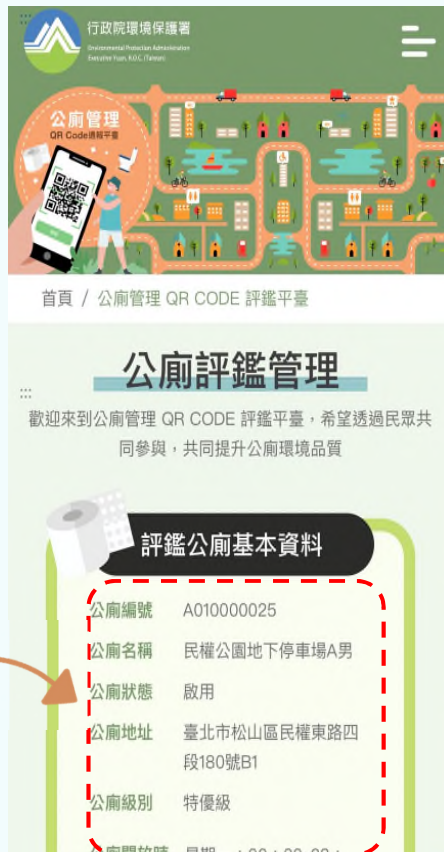 行政院環境保護署
Environmental Protection Administration
Executive Yuan, R.O.C. (Taiwan)
公廁管理
QR Code通報平臺
首頁 / 公廁管理 QR CODE 評鑑平臺
公廁評鑑管理
歡迎來到公廁管理 QR CODE 評鑑平臺，希望透過民眾共
同參與，共同提升公廁環境品質
評鑑公廁基本資料
公廁編號 A010000025
公廁名稱 民權公園地下停車場A男
公廁狀態 啟用
公廁地址 臺北市松山區民權東路四
段180號B1
公廁級別 特優級